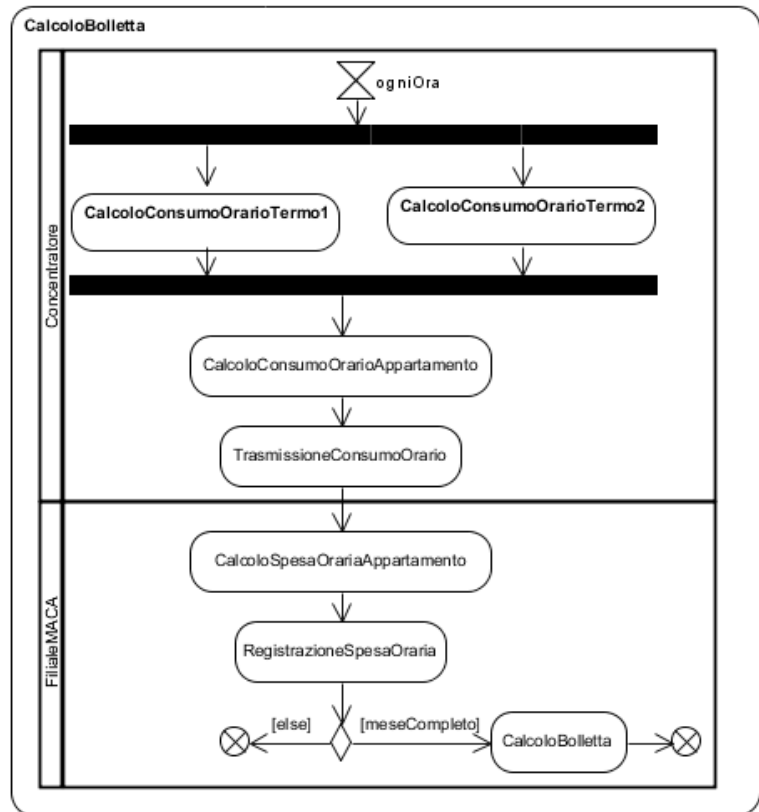 CalcoloBolletta
Concentratore
ogniOra
CalcoloConsumoOrarioTermo1
CalcoloConsumoOrarioTermo2
CalcoloConsumoOrarioAppartamento
TrasmissioneConsumoOrario
FilialeMACA
CalcoloSpesaOrariaAppartamento
RegistrazioneSpesaOraria
[else]
[meseCompleto]
CalcoloBolletta